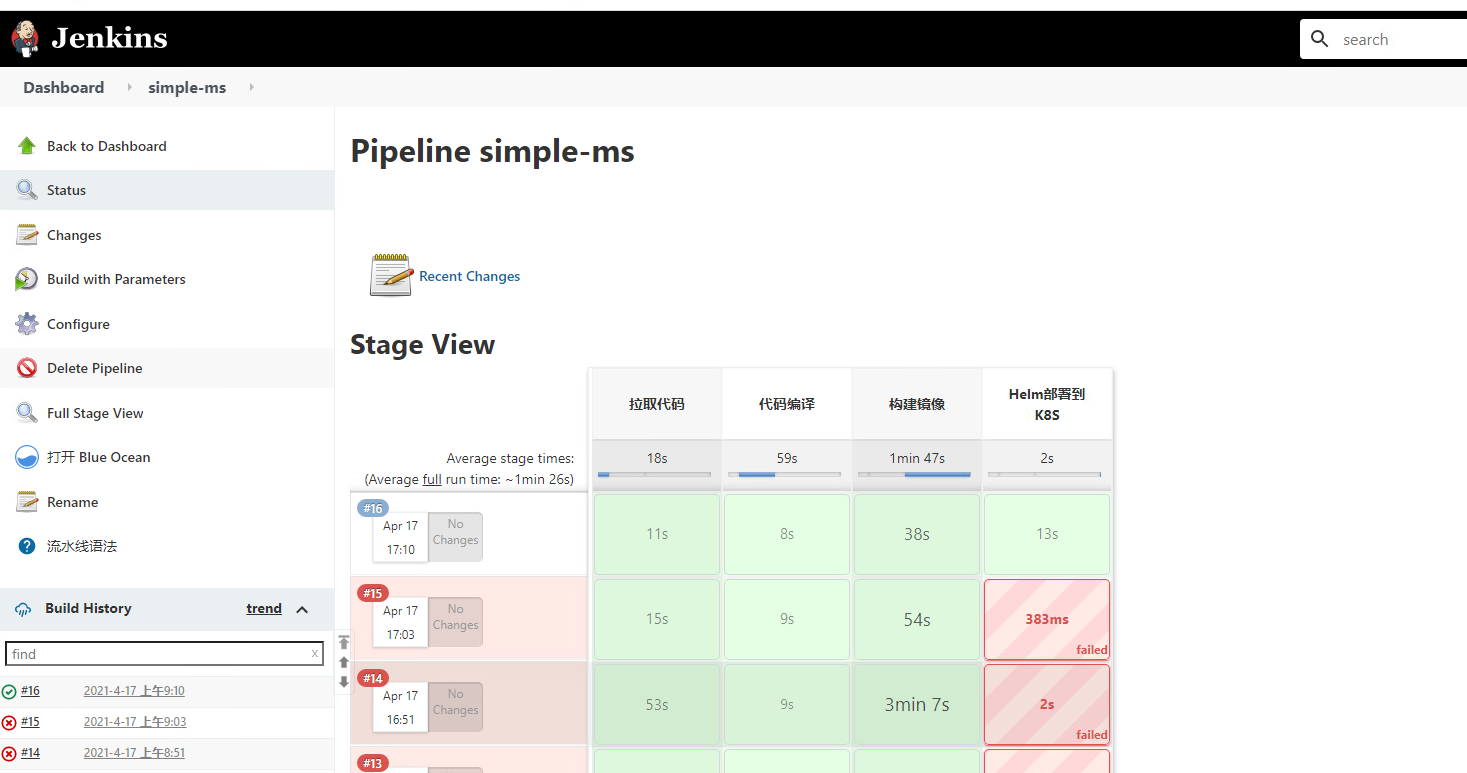 Jenkins
search
Dashboard
simple-ms
Back to Dashboard
Status
Changes
Build with Parameters
Configure
Delete Pipeline
Full Stage View
打开 Blue Ocean
Rename
流水线语法
Build History
trend
find
x
#16
2021-4-17 上午9:10
#15
2021-4-17 上午9:03
#14
2021-4-17 上午8:51
Pipeline simple-ms
Recent Changes
Stage View
拉取代码
代码编译
构建镜像
Helm部署到
K8S
Average stage times:
18s
59s
1min 47s
2s
(Average full run time: ~1min 26s)
#16
Apr 17
17:10
No
Changes
11s
8s
38s
13s
#15
Apr 17
17:03
No
Changes
15s
9s
54s
383ms
failed
#14
Apr 17
16:51
No
Changes
53s
9s
3min 7s
2s
failed
#13